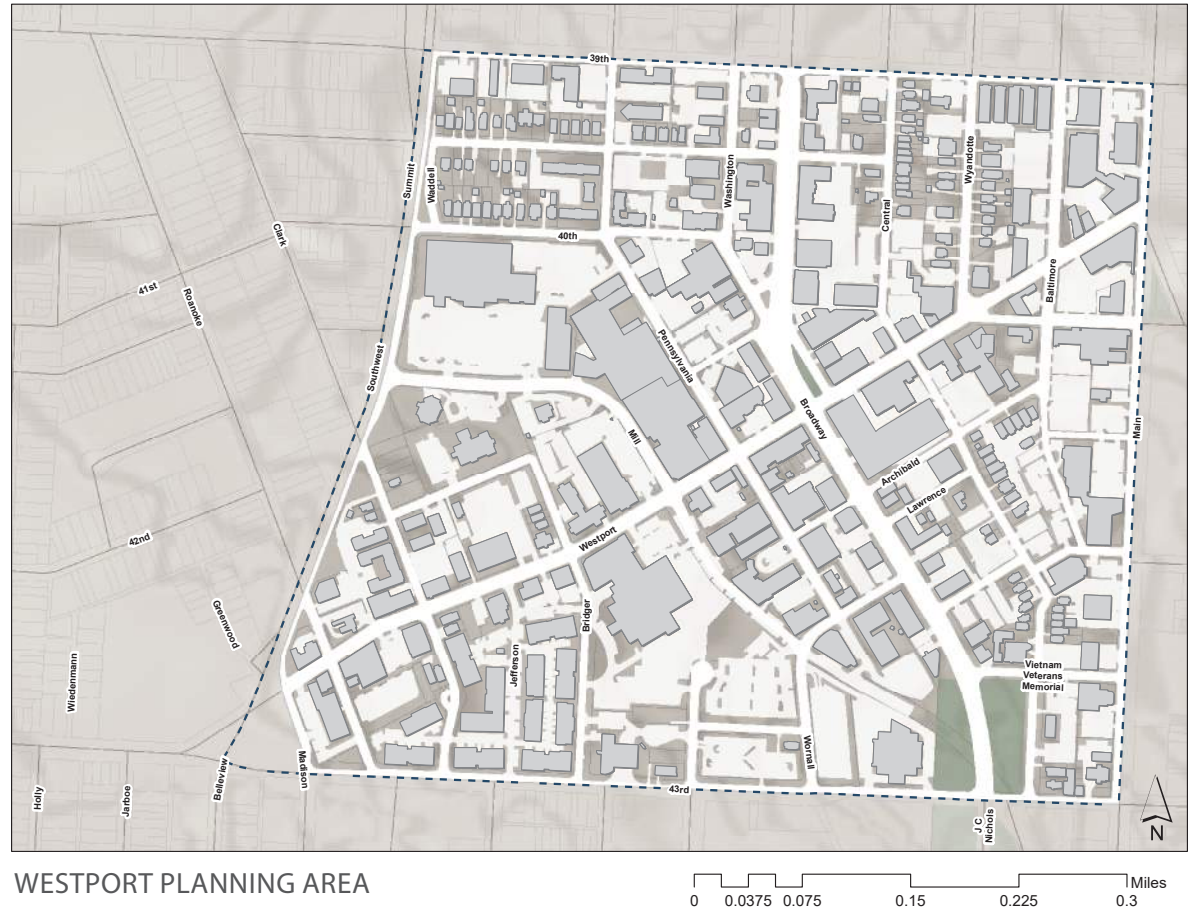 39th
Summit
Waddell
Washington
Wyandotte
Central
Clark
40th
41st
Roanoke
Baltimore
Southwest
Pennsylvania
Broadway
Main
Mill
Archibald
Lawrence
42nd
Westport
Greenwood
Bridger
Jefferson
Wiedenmann
Vietnam
Veterans
Memorial
Wornall
Madison
Belleview
43rd
Holly
Jarboe
J C
Nichols
N
WESTPORT PLANNING AREA
Miles
0 0.0375 0.075 0.15 0.225 0.3